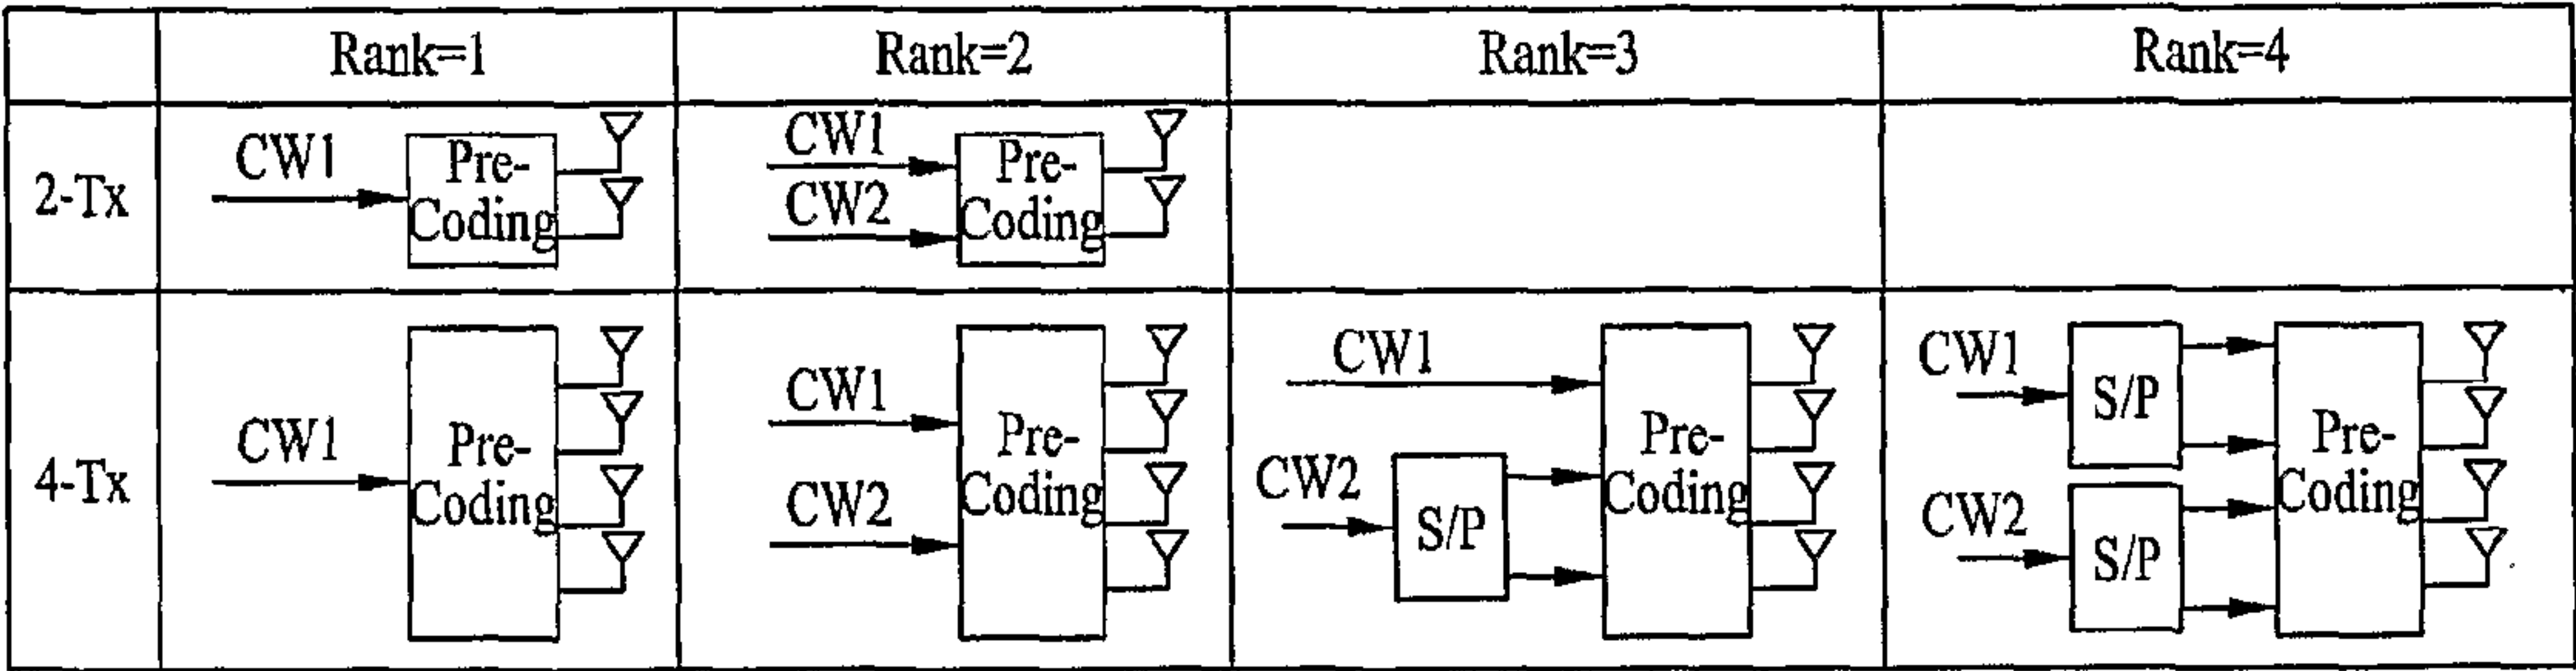 Rank=1
Rank=2
Rank=3
Rank=4
2-Tx
CW1
Pre-
Coding
CW1
CW2
Pre-
Coding
4-Tx
CW1
Pre-
Coding
CW1
CW2
Pre-
Coding
CW1
CW2
S/P
Pre-
Coding
CW1
S/P
CW2
S/P
Pre-
Coding